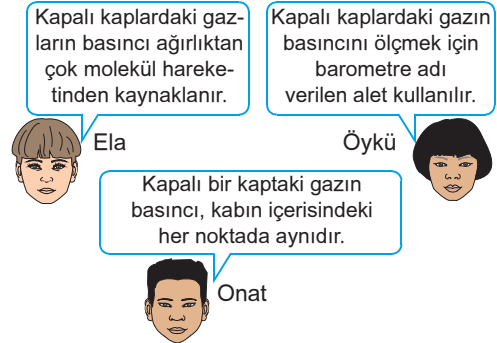 Kapalı kaplardaki gaz-
ların basıncı ağırlıktan
çok molekül hareke-
tinden kaynaklanır.
Ela
Kapalı kaplardaki gazın
basıncını ölçmek için
barometre adı
verilen alet kullanılır.
Öykü
Kapalı bir kaptaki gazın
basıncı, kabın içerisindeki
her noktada aynıdır.
Onat